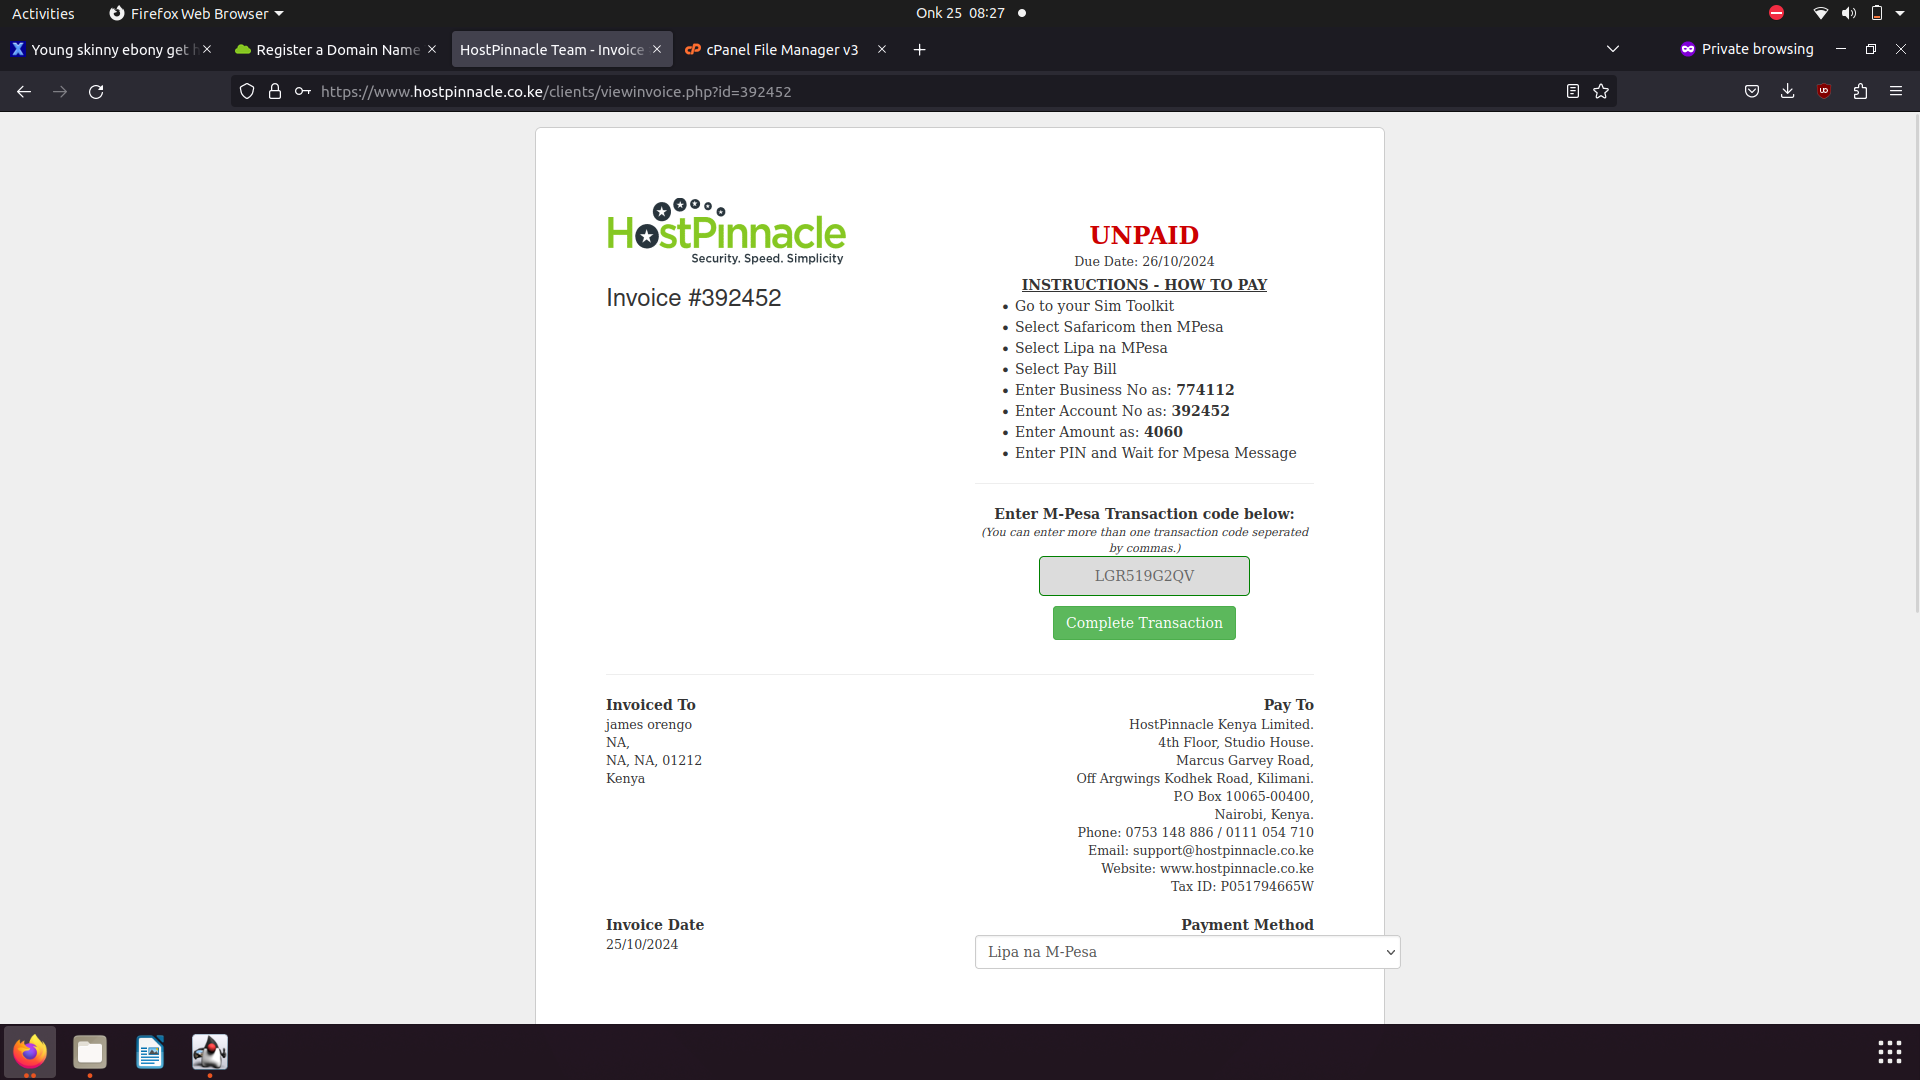 Activities
Firefox Web Browser
Onk 25 08:27
Young skinny ebony get h
Register a Domain Name
HostPinnacle Team - Invoice
cPanel File Manager v3
Private browsing
https://www.hostpinnacle.co.ke/clients/viewinvoice.php?id=392452
HostPinnacle
Security. Speed. Simplicity
Invoice #392452
UNPAID
Due Date: 26/10/2024
INSTRUCTIONS - HOW TO PAY
• Go to your Sim Toolkit
• Select Safaricom then MPesa
• Select Lipa na MPesa
• Select Pay Bill
• Enter Business No as: 774112
• Enter Account No as: 392452
• Enter Amount as: 4060
• Enter PIN and Wait for Mpesa Message
Enter M-Pesa Transaction code below:
(You can enter more than one transaction code seperated
by commas.)
LGR519G2QV
Complete Transaction
Invoiced To
james orengo
NA,
NA, NA, 01212
Kenya
Pay To
HostPinnacle Kenya Limited.
4th Floor, Studio House.
Marcus Garvey Road,
Off Argwings Kodhek Road, Kilimani.
P.O Box 10065-00400,
Nairobi, Kenya.
Phone: 0753 148 886 / 0111 054 710
Email: support@hostpinnacle.co.ke
Website: www.hostpinnacle.co.ke
Tax ID: P051794665W
Invoice Date
25/10/2024
Payment Method
Lipa na M-Pesa